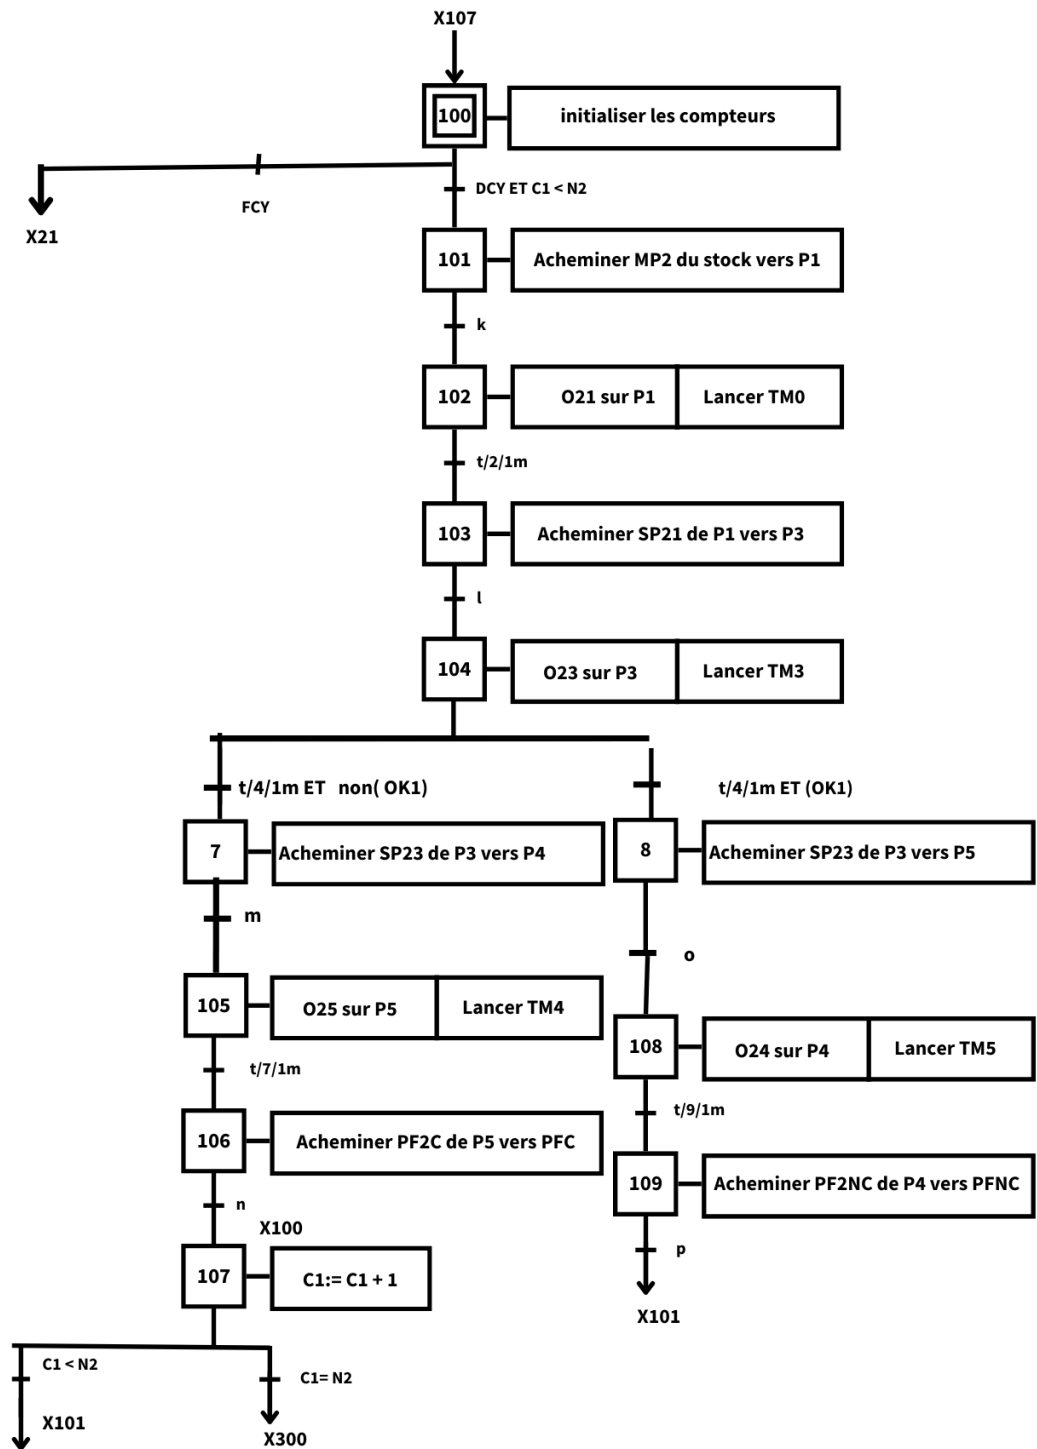 X107
100
initialiser les compteurs
DCY ET C1 < N2
FCY
X21
101
Acheminer MP2 du stock vers P1
k
102
O21 sur P1
Lancer TM0
t/2/1m
103
Acheminer SP21 de P1 vers P3
l
104
O23 sur P3
Lancer TM3
t/4/1m ET non( OK1)
t/4/1m ET (OK1)
7
Acheminer SP23 de P3 vers P4
8
Acheminer SP23 de P3 vers P5
m
o
105
O25 sur P5
Lancer TM4
108
O24 sur P4
Lancer TM5
t/7/1m
t/9/1m
106
Acheminer PF2C de P5 vers PFC
109
Acheminer PF2NC de P4 vers PFNC
n
X100
p
107
C1:= C1 + 1
X101
C1 < N2
C1= N2
X101
X300